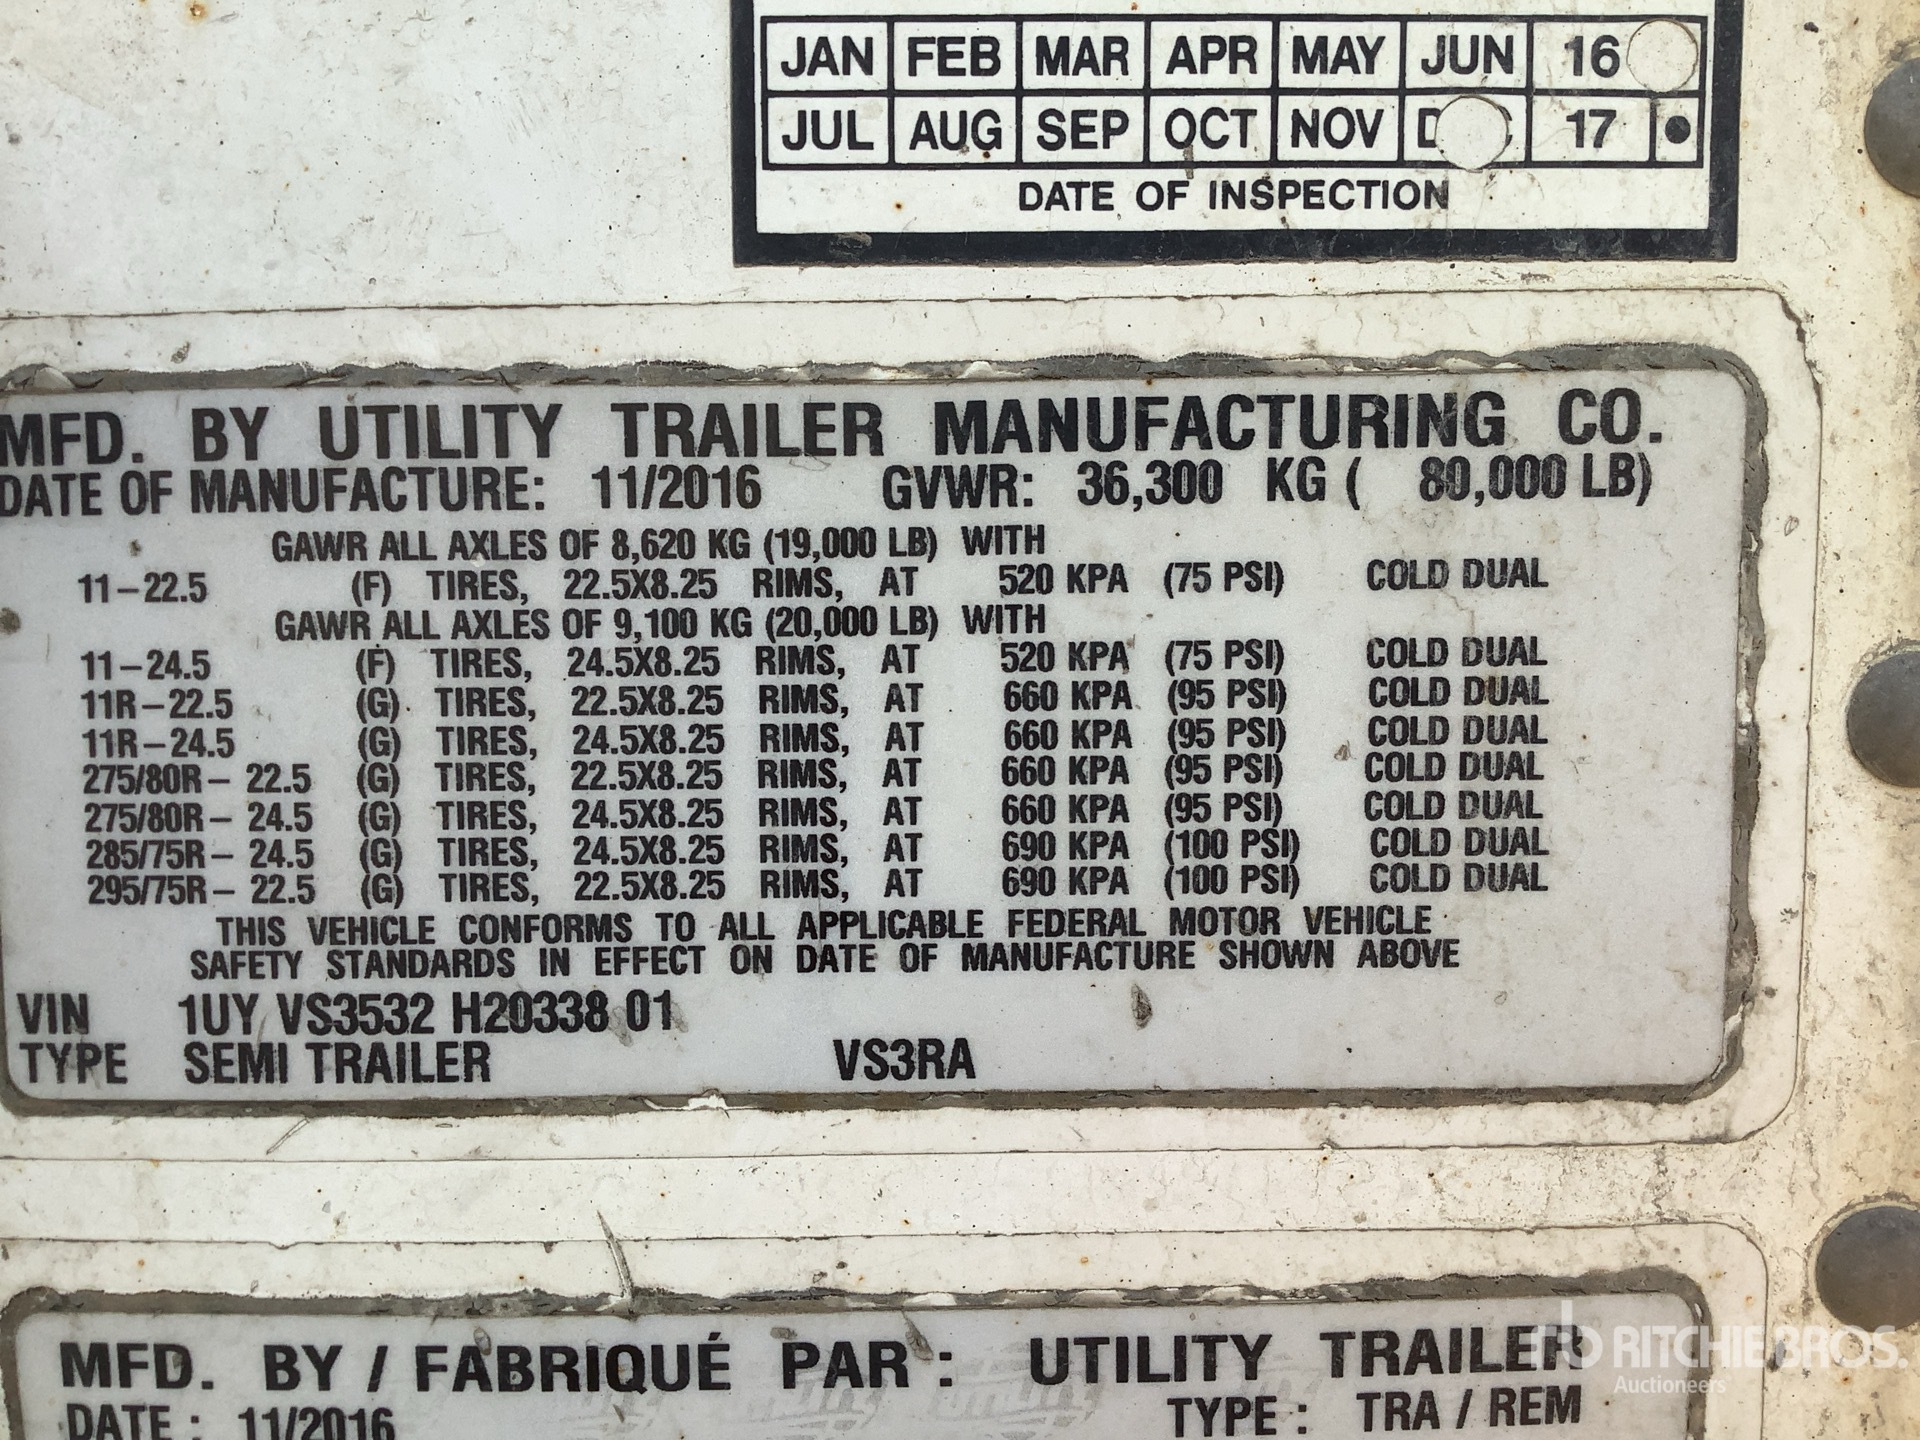 JAN FEB MAR APR MAY JUN 16
JUL AUG SEP OCT NOV D C 17 •
DATE OF INSPECTION
MFD. BY UTILITY TRAILER MANUFACTURING CO.
DATE OF MANUFACTURE: 11/2016 GVWR: 36,300 KG ( 80,000 LB)
GAWR ALL AXLES OF 8,620 KG (19,000 LB) WITH
11-22.5 (F) TIRES, 22.5X8.25 RIMS, AT 520 KPA (75 PSI) COLD DUAL
GAWR ALL AXLES OF 9,100 KG (20,000 LB) WITH
11-24.5 (F) TIRES, 24.5X8.25 RIMS, AT 520 KPA (75 PSI) COLD DUAL
11R-22.5 (G) TIRES, 22.5X8.25 RIMS, AT 660 KPA (95 PSI) COLD DUAL
11R-24.5 (G) TIRES, 24.5X8.25 RIMS, AT 660 KPA (95 PSI) COLD DUAL
275/80R- 22.5 (G) TIRES, 22.5X8.25 RIMS, AT 660 KPA (95 PSI) COLD DUAL
275/80R- 24.5 (G) TIRES, 24.5X8.25 RIMS, AT 660 KPA (95 PSI) COLD DUAL
285/75R- 24.5 (G) TIRES, 24.5X8.25 RIMS, AT 690 KPA (100 PSI) COLD DUAL
295/75R- 22.5 (G) TIRES, 22.5X8.25 RIMS, AT 690 KPA (100 PSI) COLD DUAL
THIS VEHICLE CONFORMS TO ALL APPLICABLE FEDERAL MOTOR VEHICLE
SAFETY STANDARDS IN EFFECT ON DATE OF MANUFACTURE SHOWN ABOVE
VIN 1UY VS3532 H20338 01
TYPE SEMI TRAILER VS3RA
MFD. BY / FABRIQUÉ PAR : UTILITY TRAILER
DATE : 11/2016 TYPE : TRA / REM
rb RITCHIE BROS.
Auctioneers